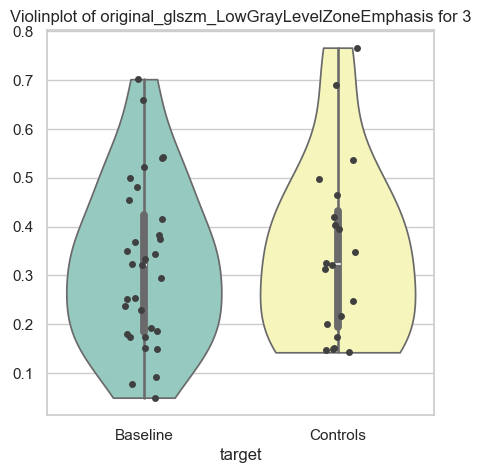 Violinplot of original_glszm_LowGrayLevelZoneEmphasis for 3
0.8
0.7
0.6
0.5
0.4
0.3
0.2
0.1
Baseline Controls
target